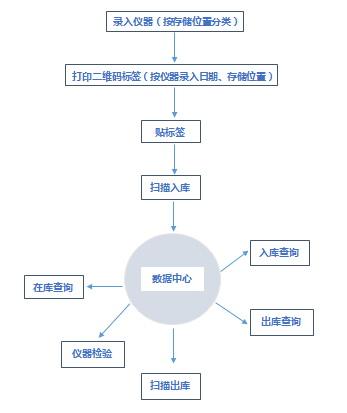 录入仪器（按存储位置分类）
打印二维码标签（按仪器录入日期、存储位置）
贴标签
扫描入库
入库查询
数据中心
在库查询
出库查询
仪器检验
扫描出库